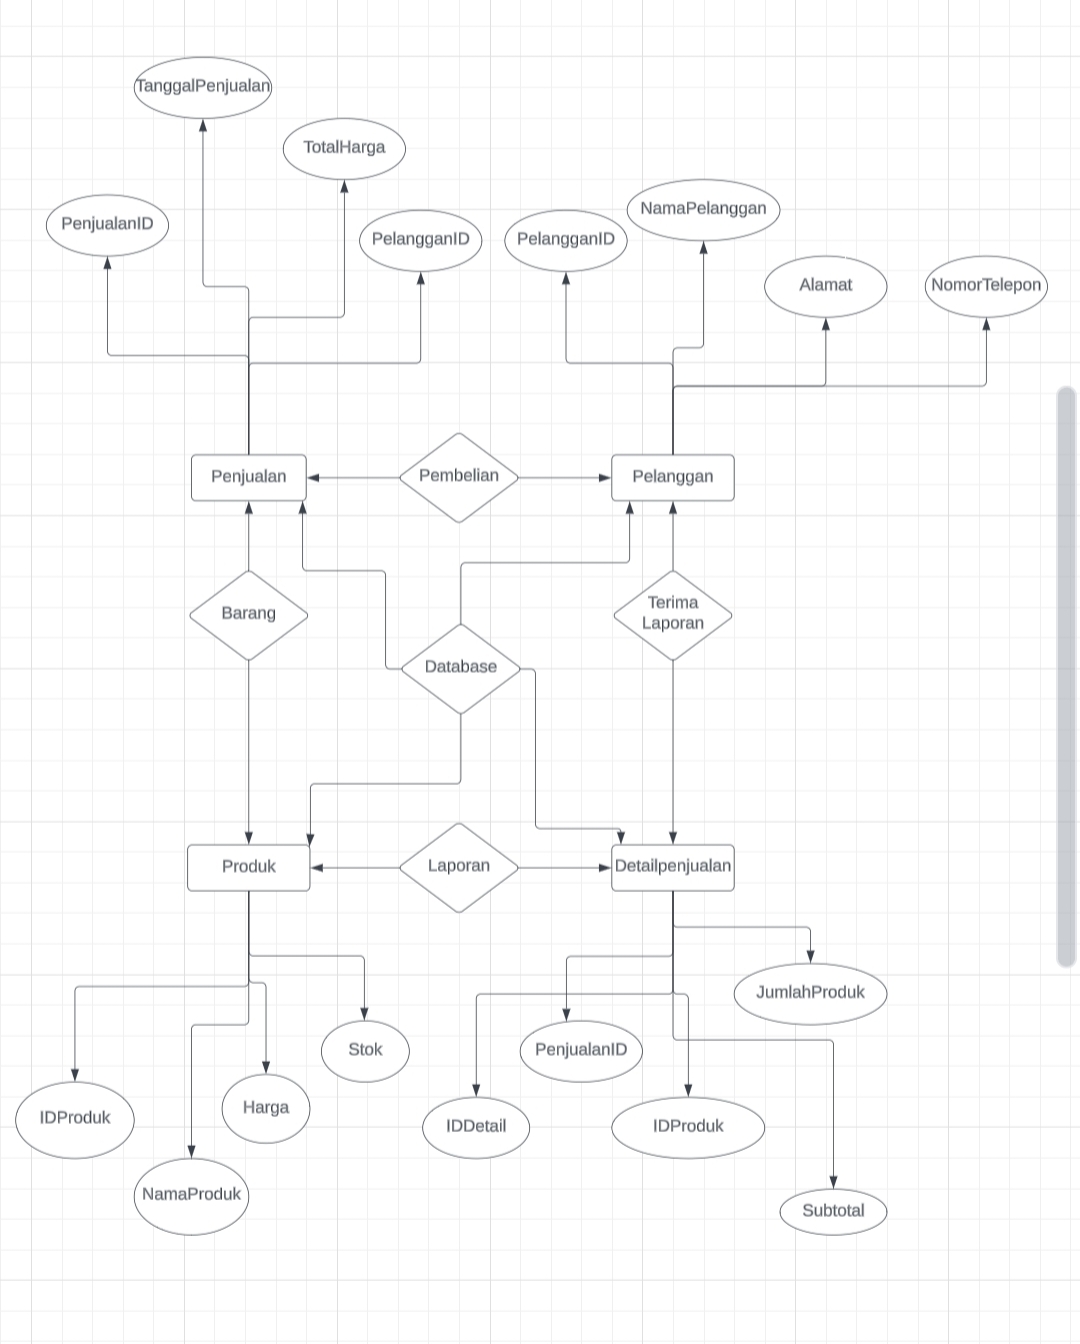 TanggalPenjualan
TotalHarga
NamaPelanggan
PenjualanID
PelangganID
PelangganID
Alamat
NomorTelepon
Penjualan
Pembelian
Pelanggan
Barang
Terima
Laporan
Database
Produk
Laporan
Detailpenjualan
JumlahProduk
Stok
PenjualanID
Harga
IDProduk
IDDetail
IDProduk
NamaProduk
Subtotal